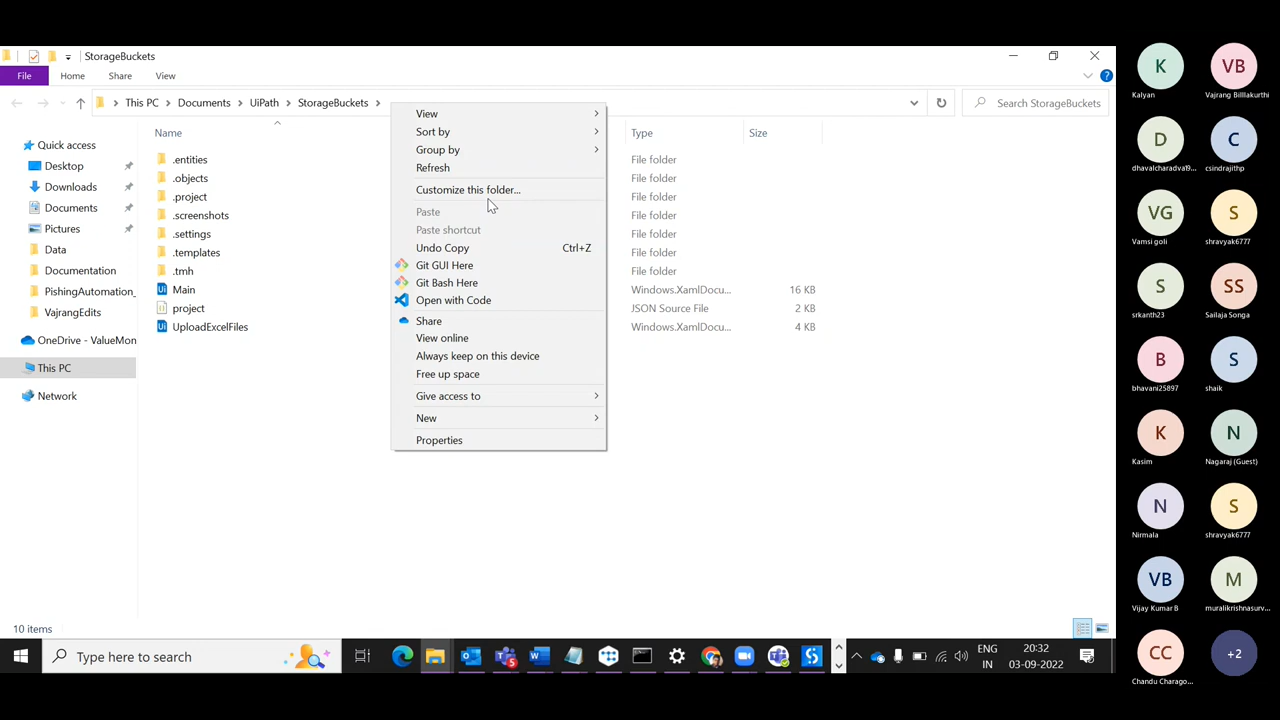 StorageBuckets
File
Home
Share
View
This PC
Documents
UiPath
StorageBuckets
Search StorageBuckets
Name
Type
Size
Quick access
Desktop
Downloads
Documents
Pictures
Data
Documentation
PishingAutomation_
VajrangEdits
OneDrive - ValueMon
This PC
Network
.entities
File folder
.objects
File folder
.project
File folder
.screenshots
File folder
.settings
File folder
.templates
File folder
.tmh
File folder
Main
Windows.XamlDocu...
16 KB
project
JSON Source File
2 KB
UploadExcelFiles
Windows.XamlDocu...
4 KB
View
Sort by
Group by
Refresh
Customize this folder...
Paste
Paste shortcut
Undo Copy
Ctrl+Z
Git GUI Here
Git Bash Here
Open with Code
Share
View online
Always keep on this device
Free up space
Give access to
New
Properties
10 items
Type here to search
ENG
IN
20:32
03-09-2022
K
Kalyan
VB
Vajrang Billlakurthi
D
dhavalcharadva19...
C
csindrajithp
VG
Vamsi goli
S
shravyak6777
S
srkanth23
SS
Sailaja Songa
B
bhavani25897
S
shaik
K
Kasim
N
Nagaraj (Guest)
N
Nirmala
S
shravyak6777
VB
Vijay Kumar B
M
muralikrishnasurv...
CC
Chandu Charago...
+2